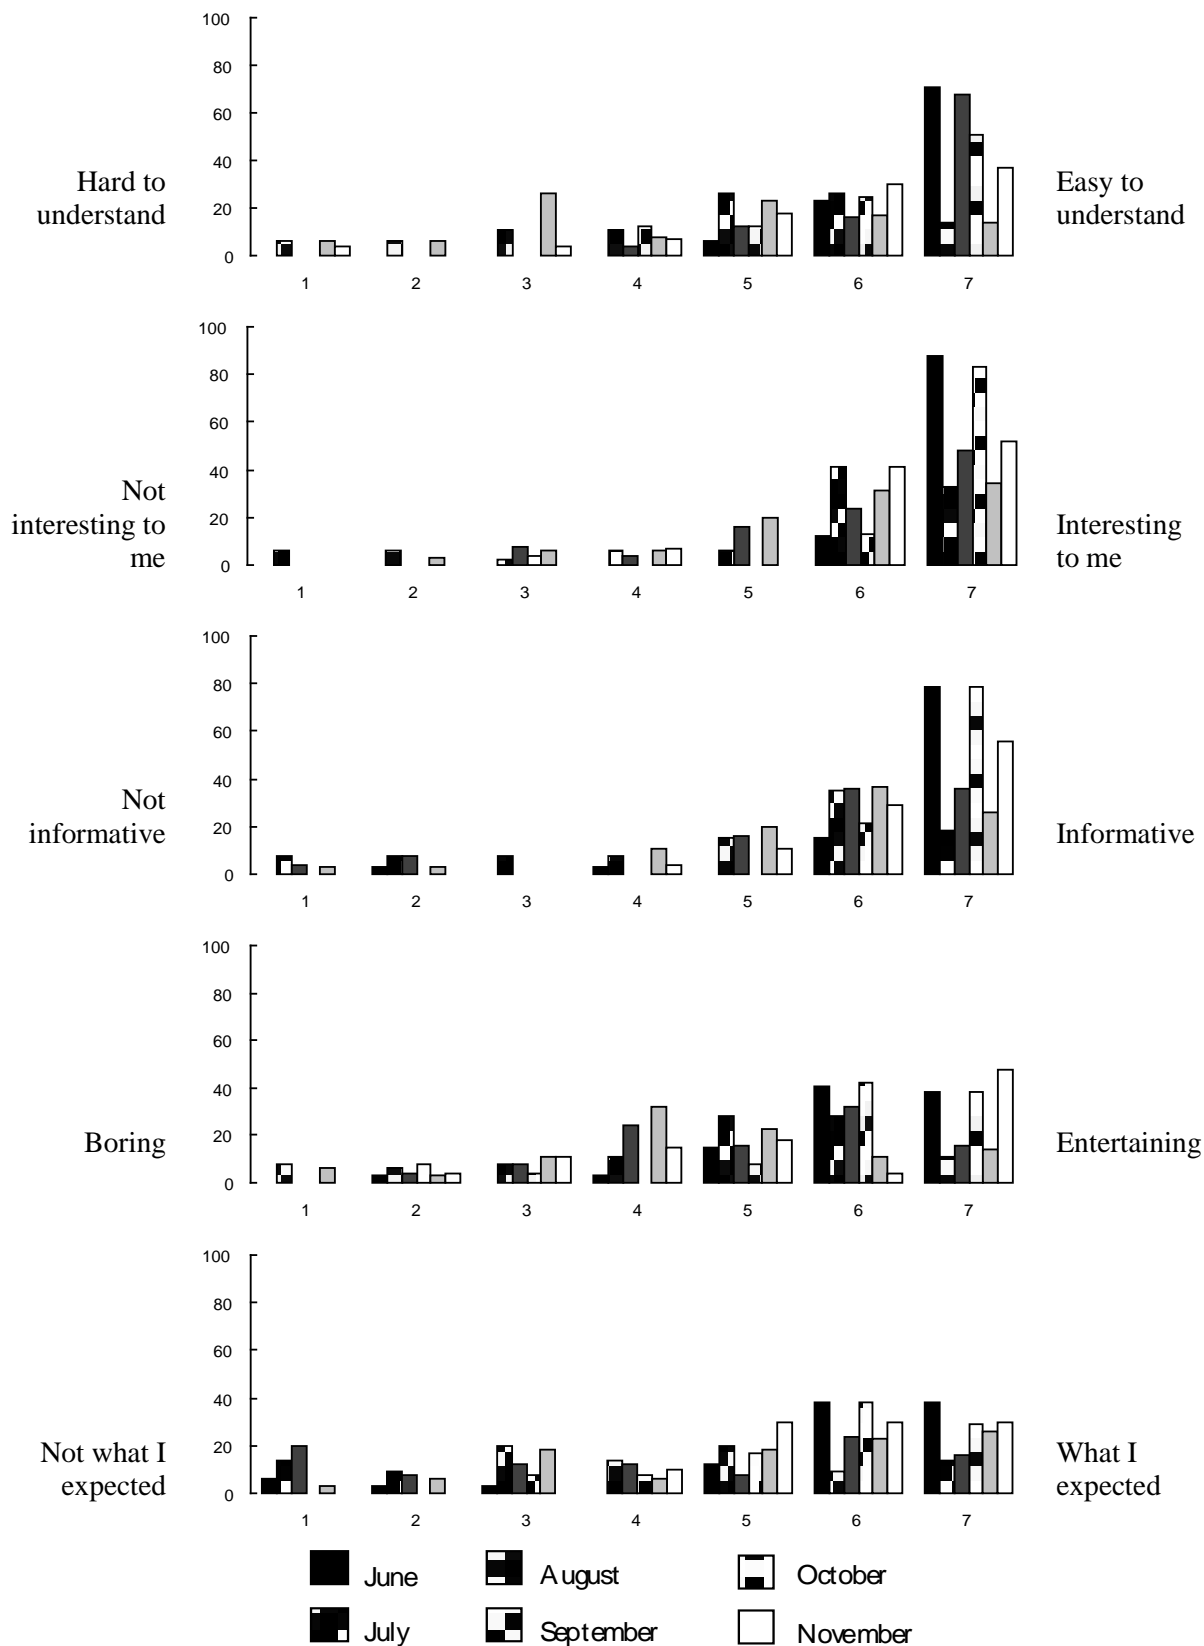 100
80
60
40
20
0
Hard to
understand
Easy to
understand
1 2 3 4 5 6 7
100
80
60
40
20
0
Not
interesting to
me
Interesting
to me
1 2 3 4 5 6 7
100
80
60
40
20
0
Not
informative
Informative
1 2 3 4 5 6 7
100
80
60
40
20
0
Boring
Entertaining
1 2 3 4 5 6 7
100
80
60
40
20
0
Not what I
expected
What I
expected
1 2 3 4 5 6 7
June August October
July September November